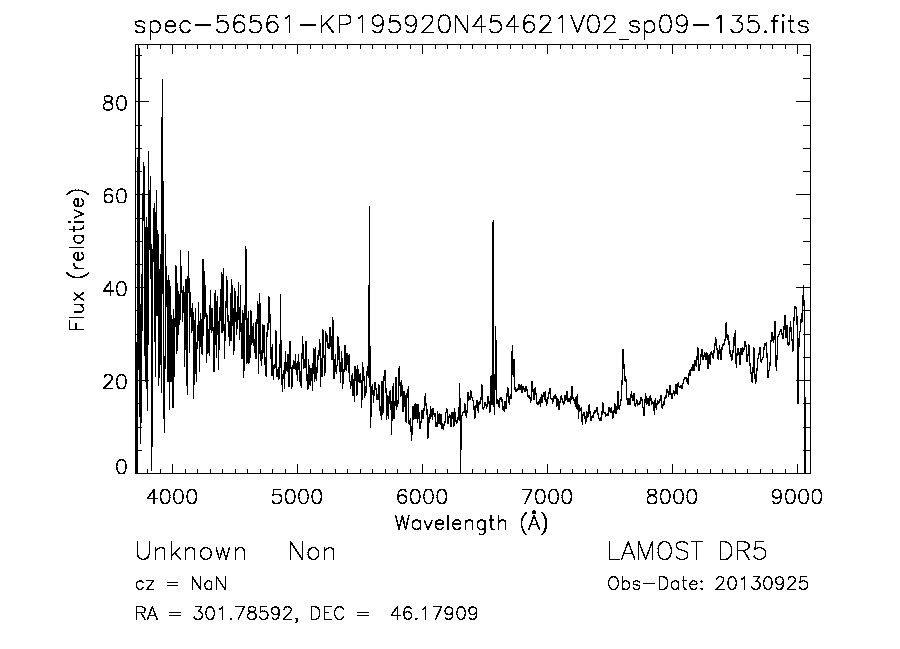 spec-56561-KP195920N454621V02_sp09-135.fits
80
60
40
20
0
Flux (relative)
4000 5000 6000 7000 8000 9000
Wavelength (Å)
Unknown Non LAMOST DR5
cz = NaN Obs-Date: 20130925
RA = 301.78592, DEC = 46.17909